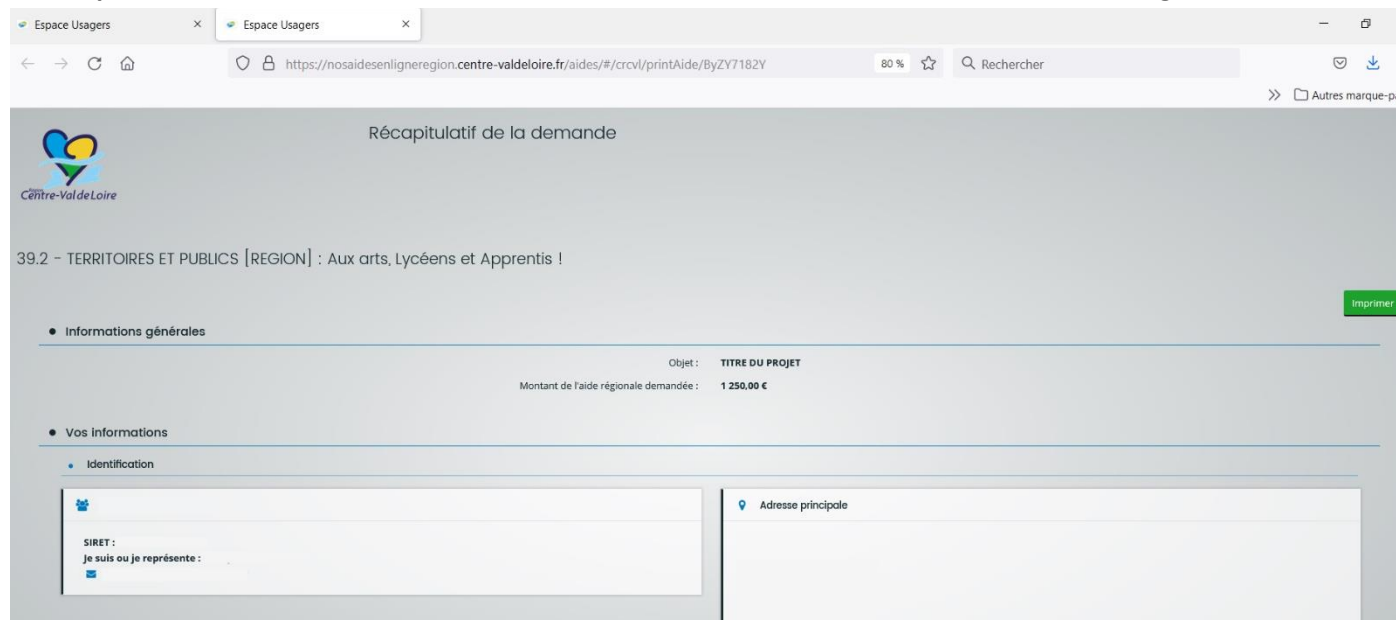 Espace Usagers
Espace Usagers
https://nosaidesenligneregion.centre-valdeloire.fr/aides/#/crcvl/printAide/ByZY7182Y
80 %
Rechercher
Autres marque-pa
Récapitulatif de la demande
Centre-Val de Loire
39.2 - TERRITOIRES ET PUBLICS [REGION] : Aux arts, Lycéens et Apprentis !
Imprimer
Informations générales
Objet : TITRE DU PROJET
Montant de l'aide régionale demandée : 1 250,00 €
Vos informations
Identification
Adresse principale
SIRET :
Je suis ou je représente :